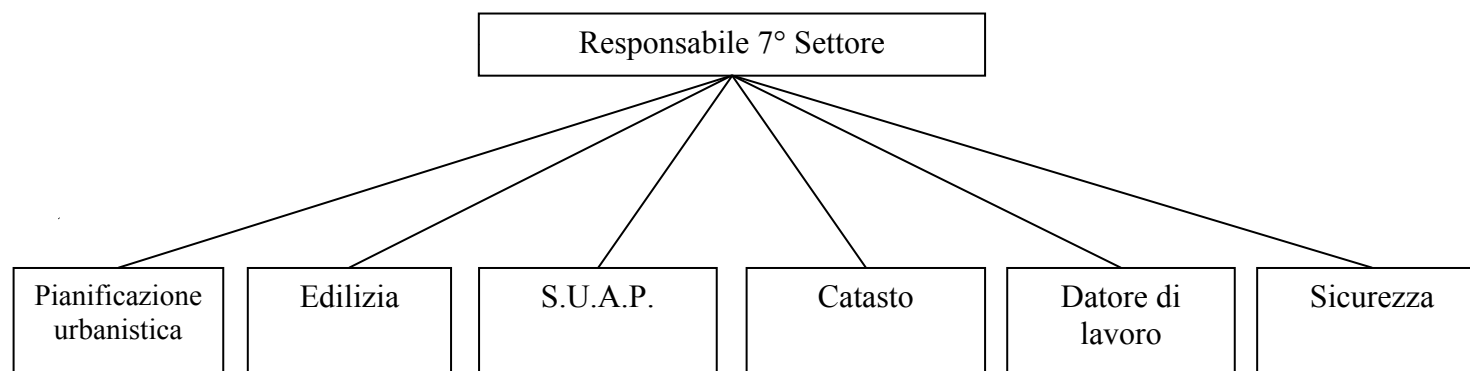 Responsabile 7° Settore
Pianificazione
urbanistica
Edilizia
S.U.A.P.
Catasto
Datore di
lavoro
Sicurezza